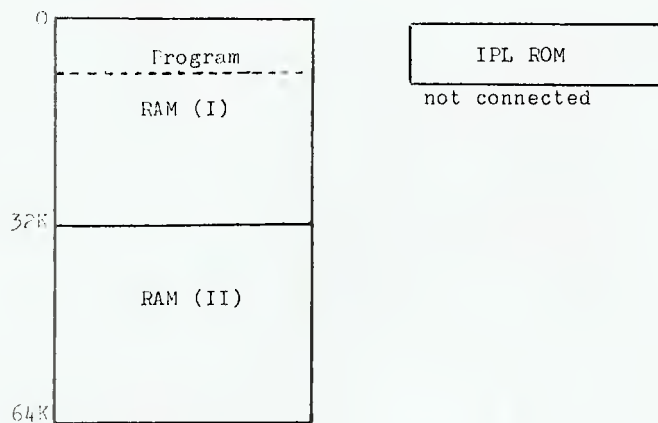 0
Program
RAM (I)
32K
RAM (II)
64K
IPL ROM
not connected